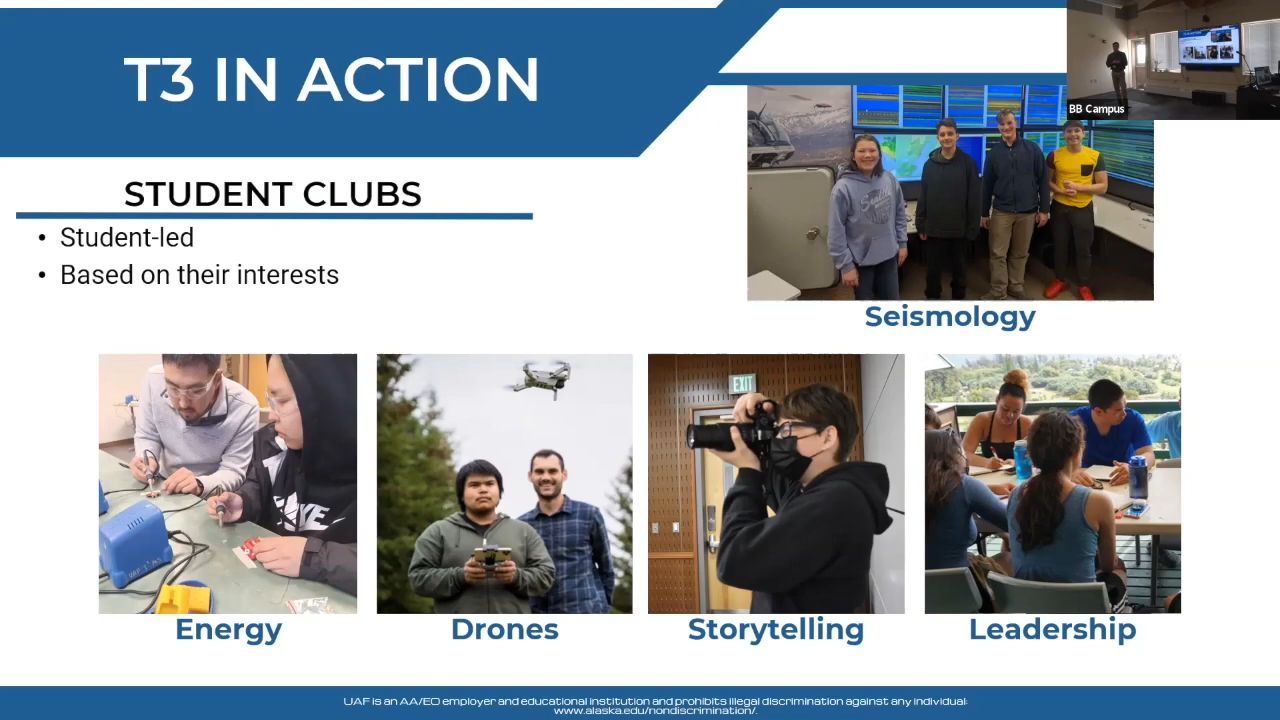 T3 IN ACTION
BB Campus
STUDENT CLUBS
• Student-led
• Based on their interests
Seismology
EXIT
Energy
Drones
Storytelling
Leadership
UAF is an AA/EO employer and educational institution and prohibits illegal discrimination against any individual:
www.alaska.edu/nondiscrimination/.